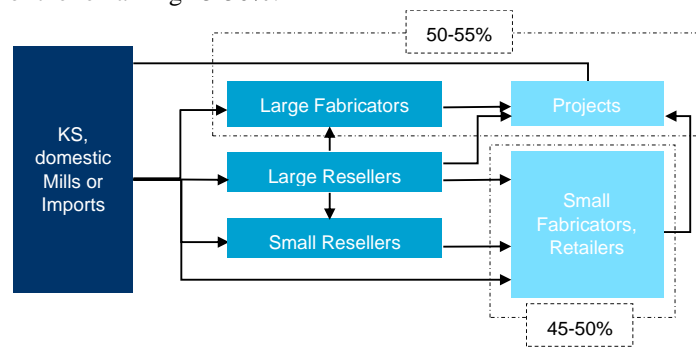 50-55%
Large Fabricators
Projects
KS,
domestic
Mills or
Imports
Large Resellers
Small
Fabricators,
Retailers
Small Resellers
45-50%